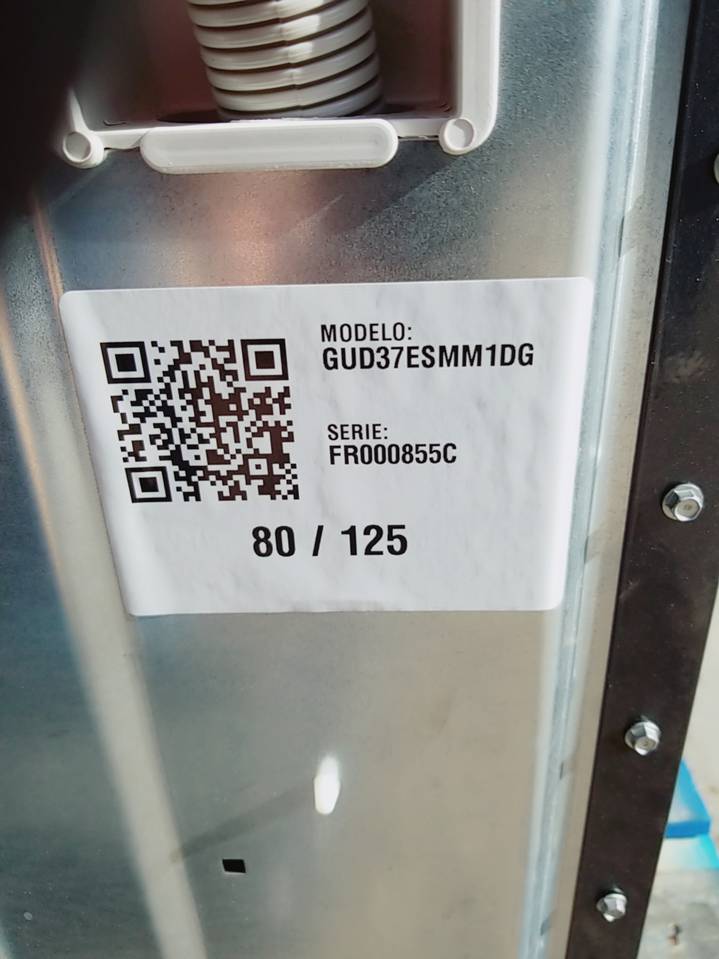 MODELO:
GUD37ESMM1DG
SERIE:
FR000855C
80 / 125